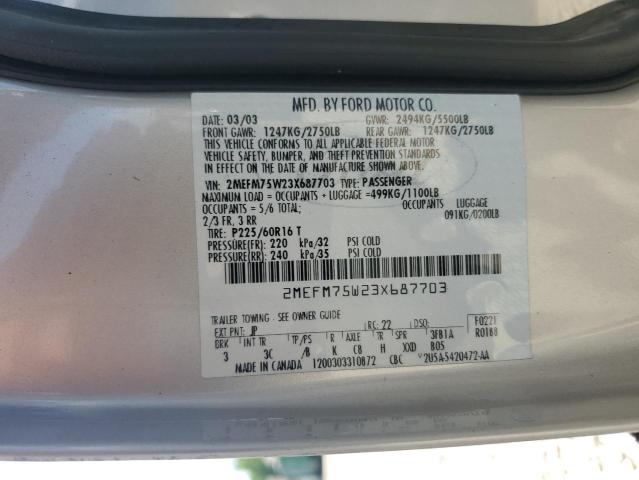 MFD. BY FORD MOTOR CO.
DATE: 03/03 GVWR: 2494KG/5500LB
FRONT GAWR: 1247KG/2750LB REAR GAWR: 1247KG/2750LB
THIS VEHICLE CONFORMS TO ALL APPLICABLE FEDERAL MOTOR
VEHICLE SAFETY, BUMPER, AND THEFT PREVENTION STANDARDS
IN EFFECT ON THE DATE OF MANUFACTURE SHOWN ABOVE.
VIN: 2MEFM75W23X687703 TYPE: PASSENGER
MAXIMUM LOAD = OCCUPANTS + LUGGAGE =499KG/1100LB
OCCUPANTS = 5/6 TOTAL: OCCUPANTS LUGGAGE
2/3 FR, 3 RR 091KG/0200LB
TIRE: P225/60R16 T
PRESSURE(FR) 220 kPa/32 PSI COLD
PRESSURE(RR) 240 kPa/35 PSI COLD
2MEFM75W23X687703
TRAILER TOWING - SEE OWNER GUIDE
EXT PNT: JP RC: 22 DSO: F0221
BRK INT TR TP/PS R AXLE TR SPR 3FB1A R0188
3 3C /B K C8 H XXD B05
MADE IN CANADA 1200303310872 CBC V2U5A-5420472-AA